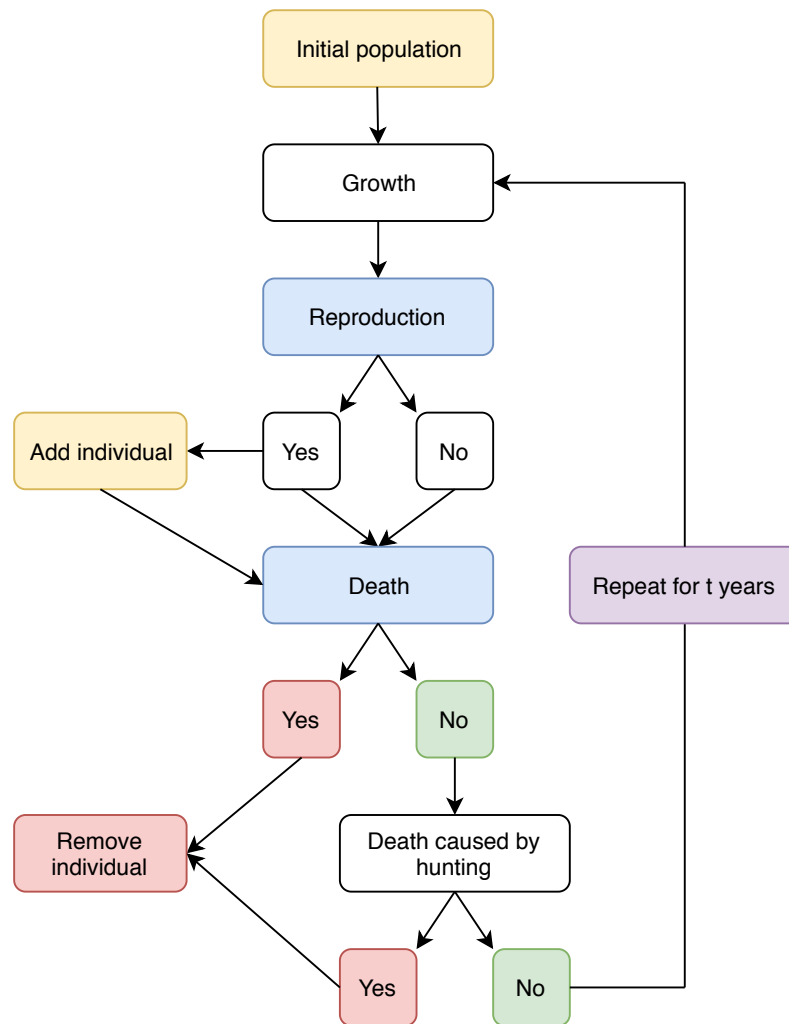 Initial population
Growth
Reproduction
Add individual
Yes
No
Death
Repeat for t years
Yes
No
Remove
individual
Death caused by
hunting
Yes
No